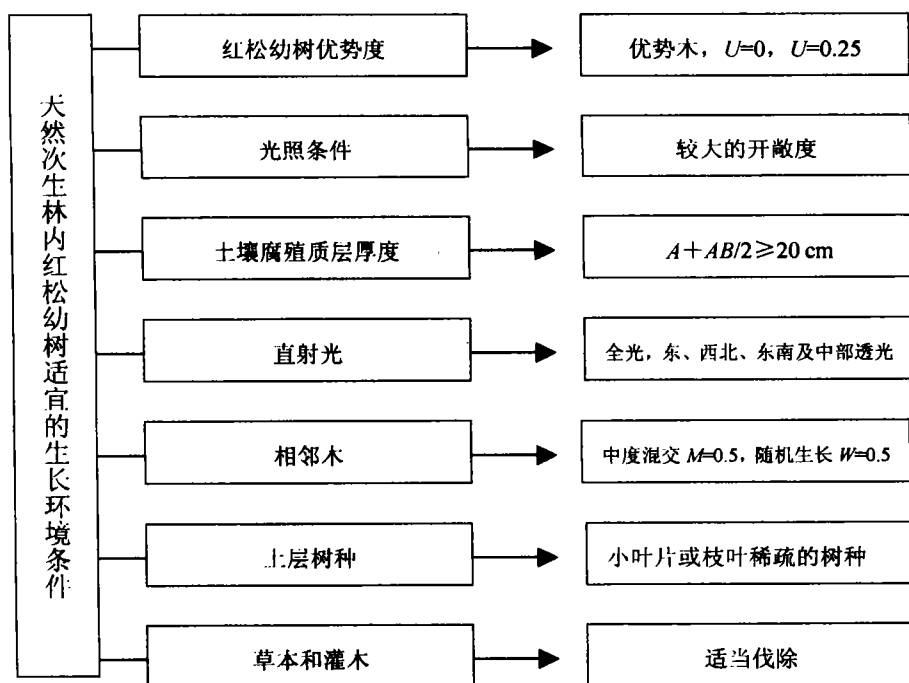 天然次生林内红松幼树适宜的生长环境条件
红松幼树优势度
优势木，U=0，U=0.25
光照条件
较大的开敞度
土壤腐殖质层厚度
A＋AB/2≥20 cm
直射光
全光，东、西北、东南及中部透光
相邻木
中度混交 M=0.5，随机生长 W=0.5
上层树种
小叶片或枝叶稀疏的树种
草本和灌木
适当伐除